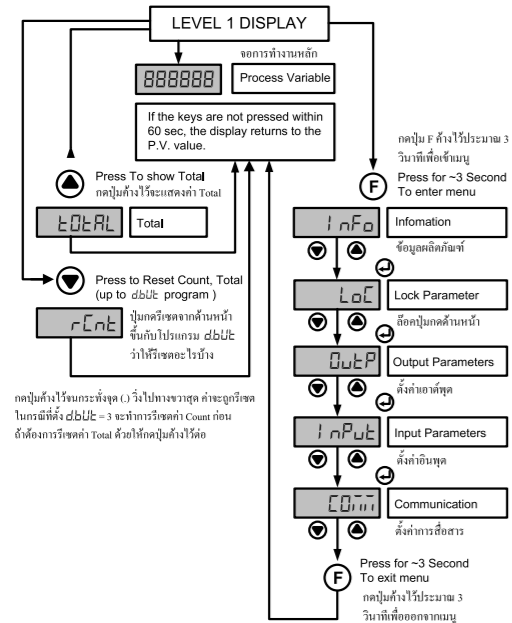 LEVEL 1 DISPLAY
จอการทำงานหลัก
888888
Process Variable
If the keys are not pressed within
60 sec, the display returns to the
P.V. value.
กดปุ่ม F ค้างไว้ประมาณ 3
วินาทีเพื่อเข้าเมนู
Press for ~3 Second
To enter menu
F
Press To show Total
กดปุ่มค้างไว้จะแสดงค่า Total
tOtAL
Total
Press to Reset Count, Total
(up to d.bUt program )
rCnt
ปุ่มกดรีเซตจากด้านหน้า
ขึ้นกับโปรแกรม d.bUt
ว่าให้รีเซตอะไรบ้าง
กดปุ่มค้างไว้จนกระทั่งจุด (.) วิ่งไปทางขวาสุด ค่าจะถูกรีเซต
ในกรณีที่ตั้ง d.bUt = 3 จะทำการรีเซตค่า Count ก่อน
ถ้าต้องการรีเซตค่า Total ด้วยให้กดปุ่มค้างไว้ต่อ
InFo
Infomation
ข้อมูลผลิตภัณฑ์
LoC
Lock Parameter
ล๊อคปุ่มกดด้านหน้า
OutP
Output Parameters
ตั้งค่าเอาต์พุต
InPut
Input Parameters
ตั้งค่าอินพุต
COmm
Communication
ตั้งค่าการสื่อสาร
F
Press for ~3 Second
To exit menu
กดปุ่มค้างไว้ประมาณ 3
วินาทีเพื่อออกจากเมนู